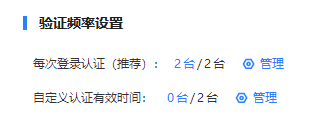 验证频率设置
每次登录认证（推荐）： 2台/2台 管理
自定义认证有效时间： 0台/2台 管理